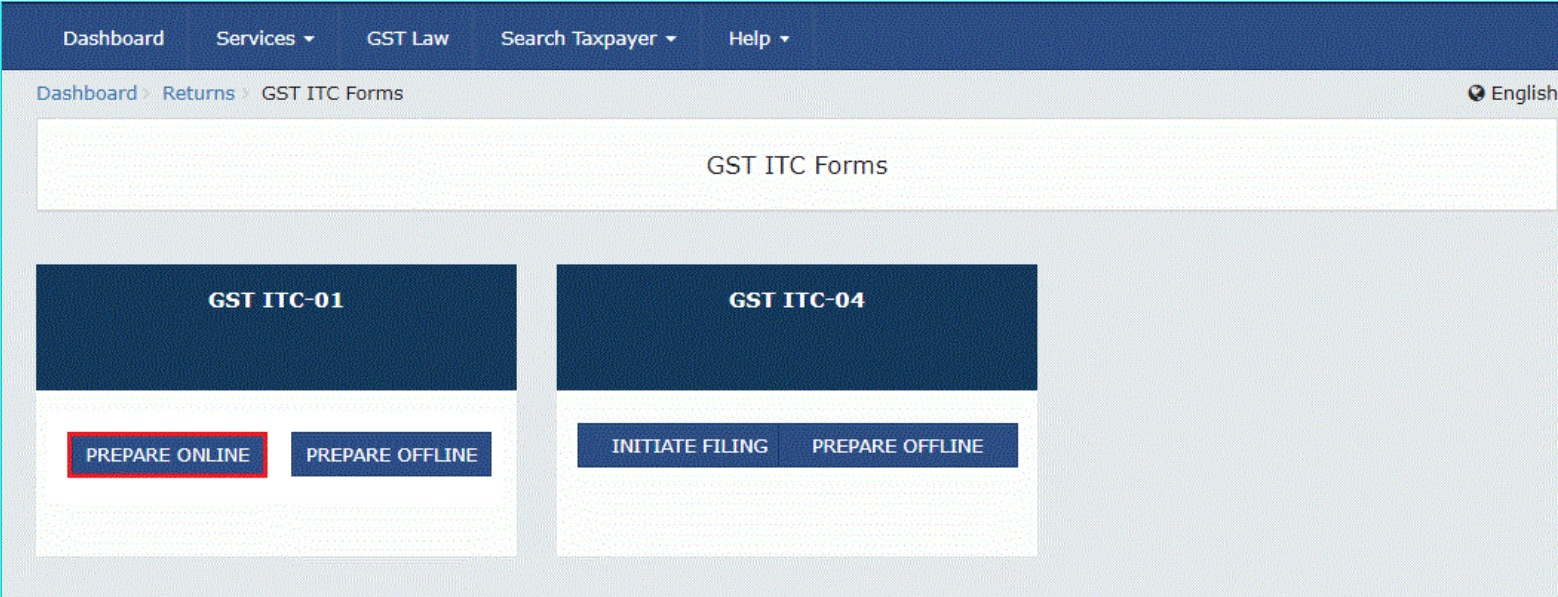 Dashboard Services GST Law Search Taxpayer Help
Dashboard > Returns > GST ITC Forms English
GST ITC Forms
GST ITC-01 GST ITC-04
PREPARE ONLINE PREPARE OFFLINE INITIATE FILING PREPARE OFFLINE